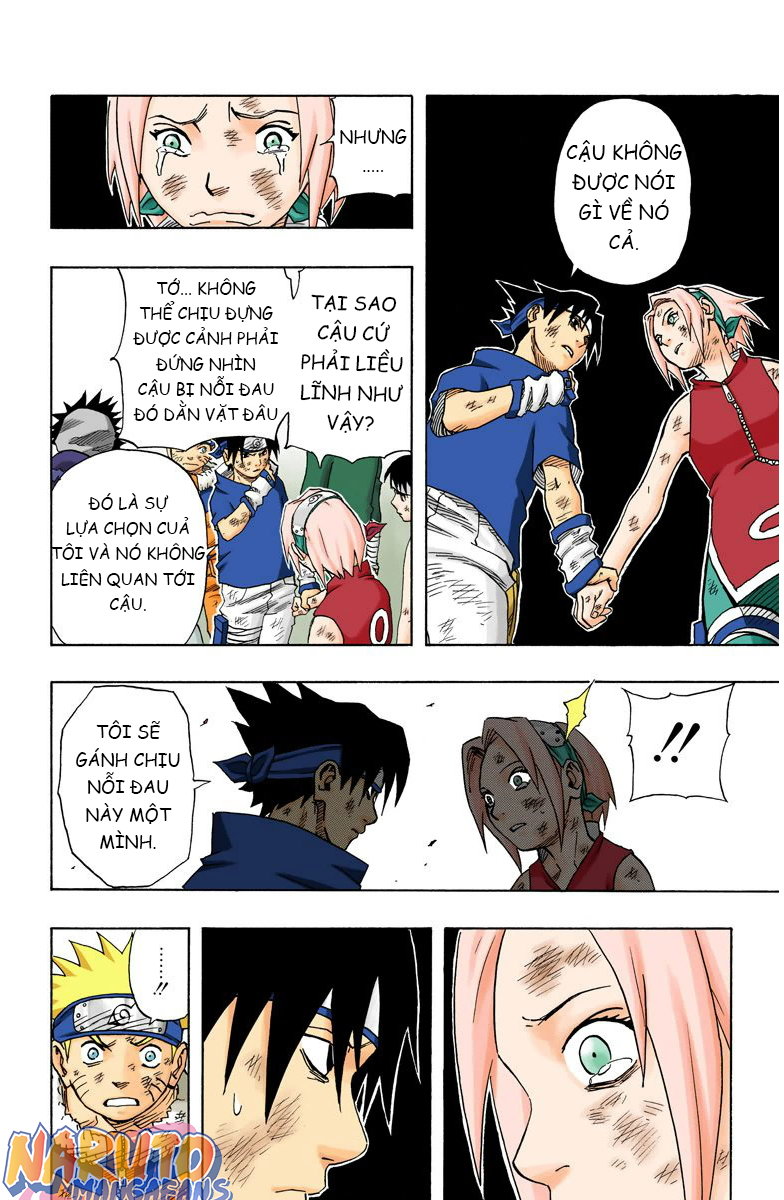 CẬU KHÔNG
ĐƯỢC NÓI
GÌ VỀ NÓ
CẢ.
NHƯNG
.....
TẠI SAO
CẬU CỨ
PHẢI LIỀU
LĨNH NHƯ
VẬY?
TỚ... KHÔNG
THỂ CHỊU ĐỰNG
ĐƯỢC CẢNH PHẢI
ĐỨNG NHÌN
CẬU BỊ NỖI ĐAU
ĐÓ DẰN VẶT ĐÂU
ĐÓ LÀ SỰ
LỰA CHỌN CUẢ
TÔI VÀ NÓ KHÔNG
LIÊN QUAN TỚI
CẬU.
!!
TÔI SẼ
GÁNH CHỊU
NỖI ĐAU
NÀY MỘT
MÌNH.
.....!!
NARUTO
MANGAFANS